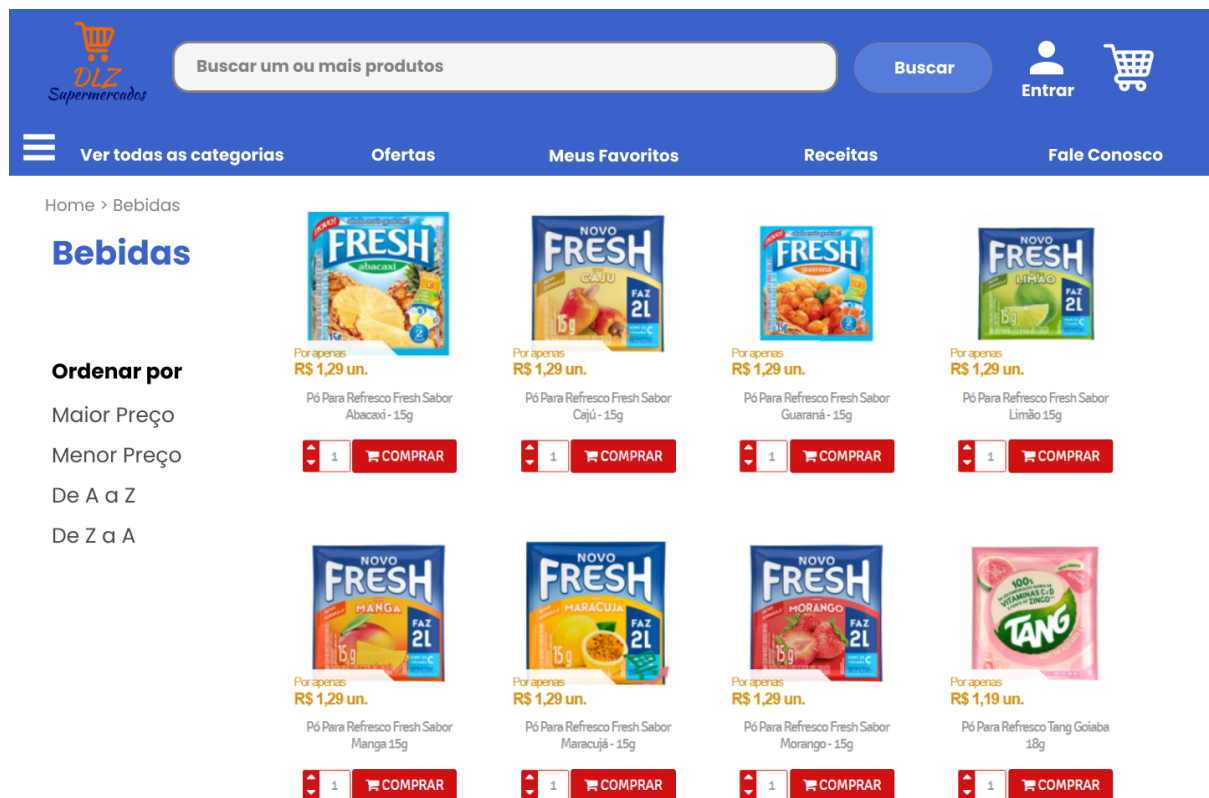 DLZ
Supermercados
Buscar um ou mais produtos
Buscar
Entrar
Ver todas as categorias
Ofertas
Meus Favoritos
Receitas
Fale Conosco
Home > Bebidas
Bebidas
Ordenar por
Maior Preço
Menor Preço
De A a Z
De Z a A
FRESH
abacaxi
Por apenas
R$ 1,29 un.
Pó Para Refresco Fresh Sabor
Abacaxi - 15g
1
COMPRAR
NOVO
FRESH
CAJU
FAZ
2L
15g
Por apenas
R$ 1,29 un.
Pó Para Refresco Fresh Sabor
Cajú - 15g
1
COMPRAR
FRESH
guaraná
Por apenas
R$ 1,29 un.
Pó Para Refresco Fresh Sabor
Guaraná - 15g
1
COMPRAR
NOVO
FRESH
LIMÃO
FAZ
2L
15g
Por apenas
R$ 1,29 un.
Pó Para Refresco Fresh Sabor
Limão 15g
1
COMPRAR
NOVO
FRESH
MANGA
FAZ
2L
15g
Por apenas
R$ 1,29 un.
Pó Para Refresco Fresh Sabor
Manga 15g
1
COMPRAR
NOVO
FRESH
MARACUJÁ
FAZ
2L
15g
Por apenas
R$ 1,29 un.
Pó Para Refresco Fresh Sabor
Maracujá - 15g
1
COMPRAR
NOVO
FRESH
MORANGO
FAZ
2L
15g
Por apenas
R$ 1,29 un.
Pó Para Refresco Fresh Sabor
Morango - 15g
1
COMPRAR
100%
VITAMINAS C e D
ZINCO
TANG
Por apenas
R$ 1,19 un.
Pó Para Refresco Tang Goiaba
18g
1
COMPRAR